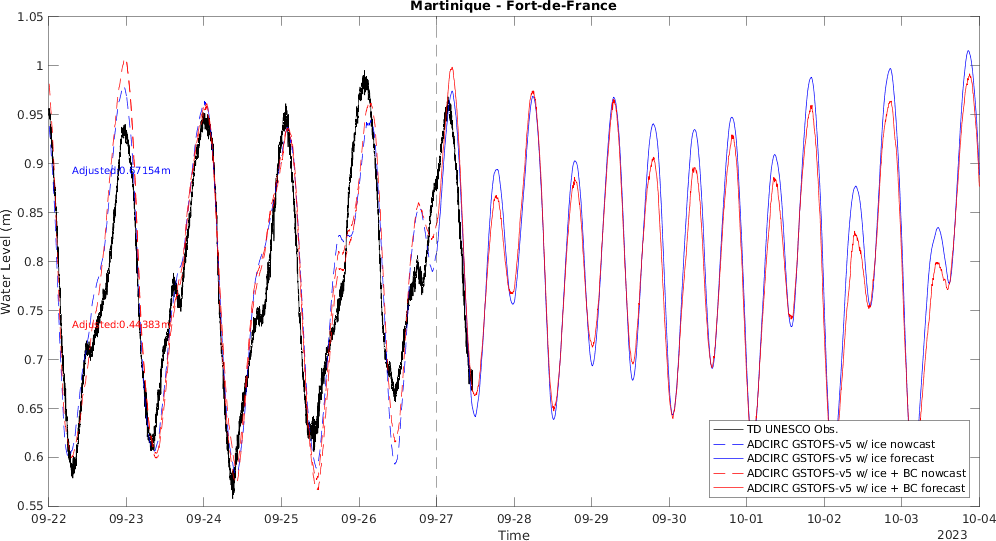 Martinique - Fort-de-France
1.05
1
0.95
0.9
0.85
0.8
0.75
0.7
0.65
0.6
0.55
Water Level (m)
Adjusted:0.67154m
Adjusted:0.44383m
TD UNESCO Obs.
ADCIRC GSTOFS-v5 w/ ice nowcast
ADCIRC GSTOFS-v5 w/ ice forecast
ADCIRC GSTOFS-v5 w/ ice + BC nowcast
ADCIRC GSTOFS-v5 w/ ice + BC forecast
09-22 09-23 09-24 09-25 09-26 09-27 09-28 09-29 09-30 10-01 10-02 10-03 10-04
Time
2023